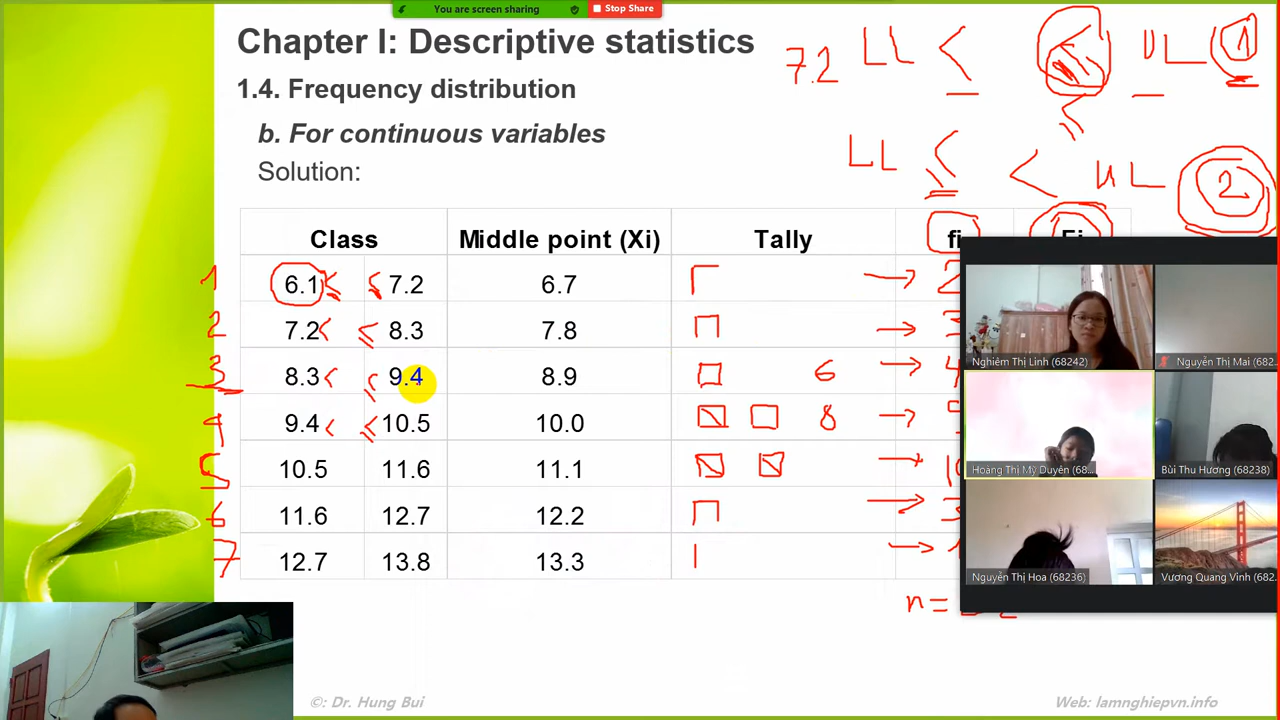 You are screen sharing Stop Share
Chapter I: Descriptive statistics
1.4. Frequency distribution
b. For continuous variables
Solution:
7.2 LL < ≤ UL 1
LL ≤ < UL 2
Class Middle point (Xi) Tally fi Fi
1 6.1 ≤ ≤ 7.2 6.7 → 2
2 7.2 < ≤ 8.3 7.8 → 3
3 8.3 < ≤ 9.4 8.9 6 → 4
4 9.4 < ≤ 10.5 10.0 8 →
5 10.5 11.6 11.1 →
6 11.6 12.7 12.2 → 3
7 12.7 13.8 13.3 →
n =
Nghiêm Thị Linh (68242)
Nguyễn Thị Mai (682...
Hoàng Thị Mỹ Duyên (68...
Bùi Thu Hương (68238)
Nguyễn Thị Hoa (68236)
Vương Quang Vinh (682...
©: Dr. Hung Bui
Web: lamnghiepvn.info